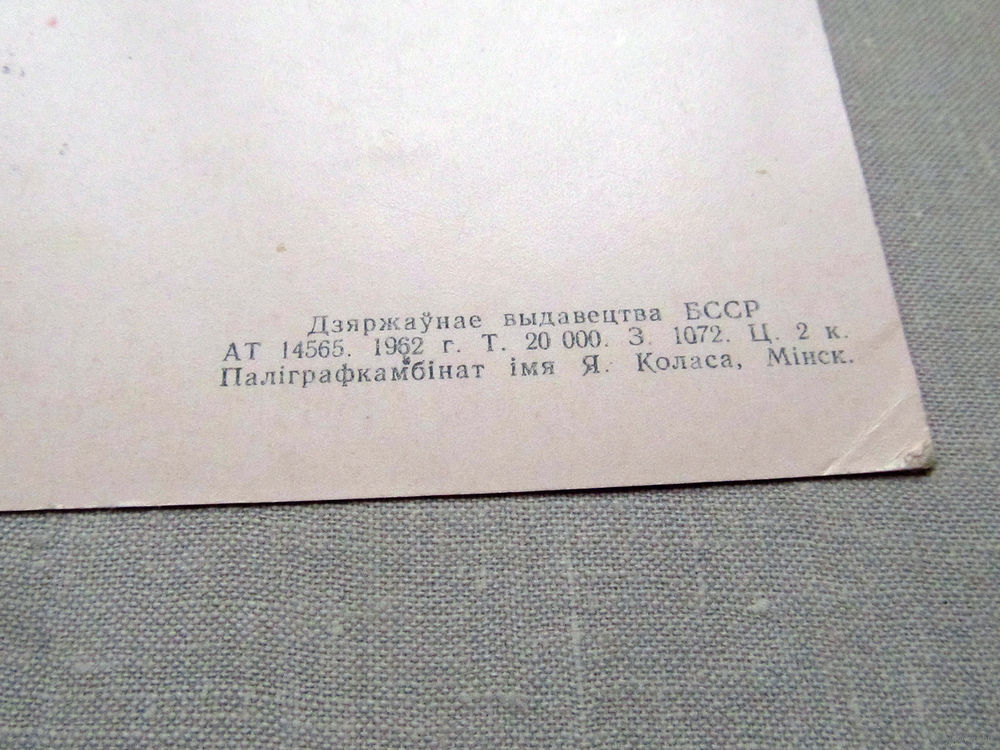 Дзяржаўнае выдавецтва БССР
АТ 14565. 1962 г. Т. 20 000. З. 1072. Ц. 2 к.
Паліграфкамбінат імя Я. Коласа, Мінск.